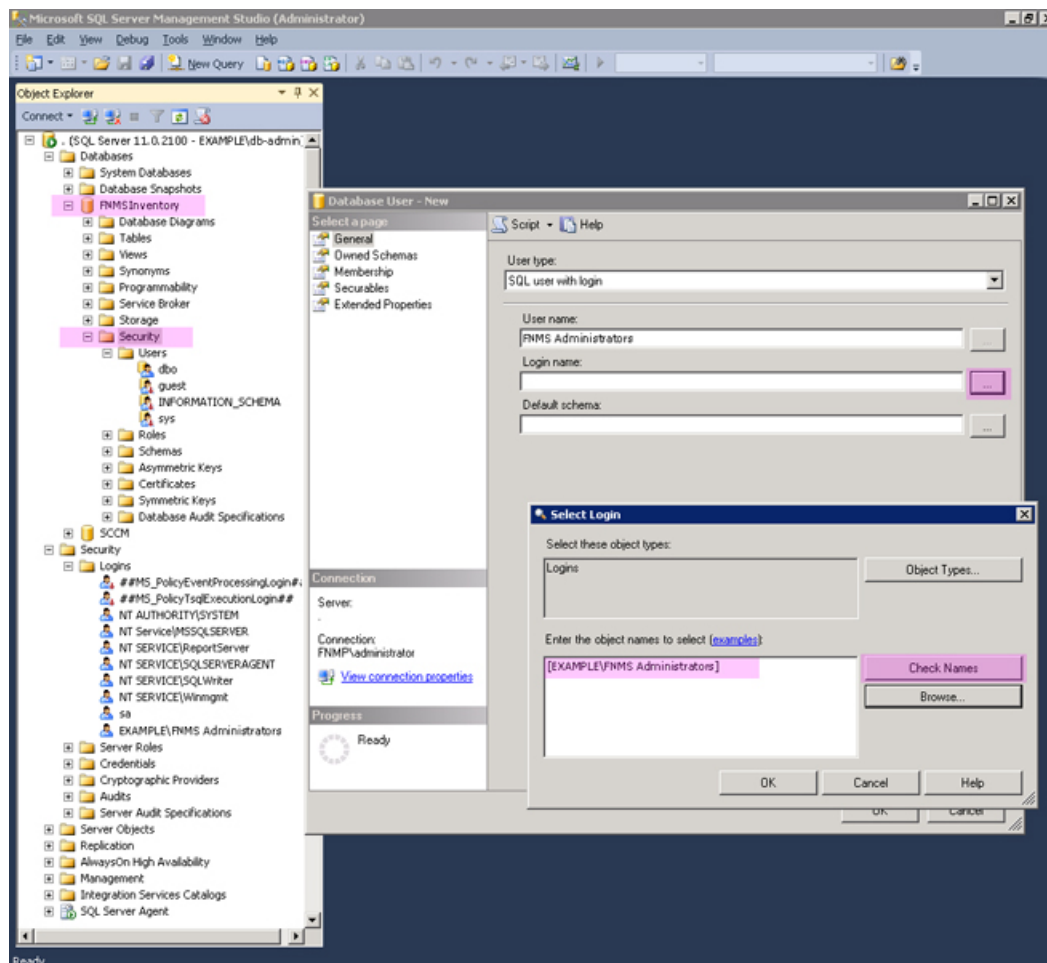 Microsoft SQL Server Management Studio (Administrator)
File Edit View Debug Tools Window Help
New Query
Object Explorer
Connect
. (SQL Server 11.0.2100 - EXAMPLE\db-admin
Databases
System Databases
Database Snapshots
FNMSInventory
Database Diagrams
Tables
Views
Synonyms
Programmability
Service Broker
Storage
Security
Users
dbo
guest
INFORMATION_SCHEMA
sys
Roles
Schemas
Asymmetric Keys
Certificates
Symmetric Keys
Database Audit Specifications
SCCM
Security
Logins
##MS_PolicyEventProcessingLogin#
##MS_PolicyTsqlExecutionLogin##
NT AUTHORITY\SYSTEM
NT Service\MSSQLSERVER
NT SERVICE\ReportServer
NT SERVICE\SQLSERVERAGENT
NT SERVICE\SQLWriter
NT SERVICE\Winmgmt
sa
EXAMPLE\FNMS Administrators
Server Roles
Credentials
Cryptographic Providers
Audits
Server Audit Specifications
Server Objects
Replication
AlwaysOn High Availability
Management
Integration Services Catalogs
SQL Server Agent
Ready
Database User - New
Select a page
General
Owned Schemas
Membership
Securables
Extended Properties
Connection
Server:
.
Connection:
FNMP\administrator
View connection properties
Progress
Ready
Script Help
User type:
SQL user with login
User name:
FNMS Administrators
...
Login name:
...
Default schema:
...
OK Cancel
Select Login
Select these object types:
Logins
Object Types...
Enter the object names to select (examples):
[EXAMPLE\FNMS Administrators]
Check Names
Browse...
OK Cancel Help